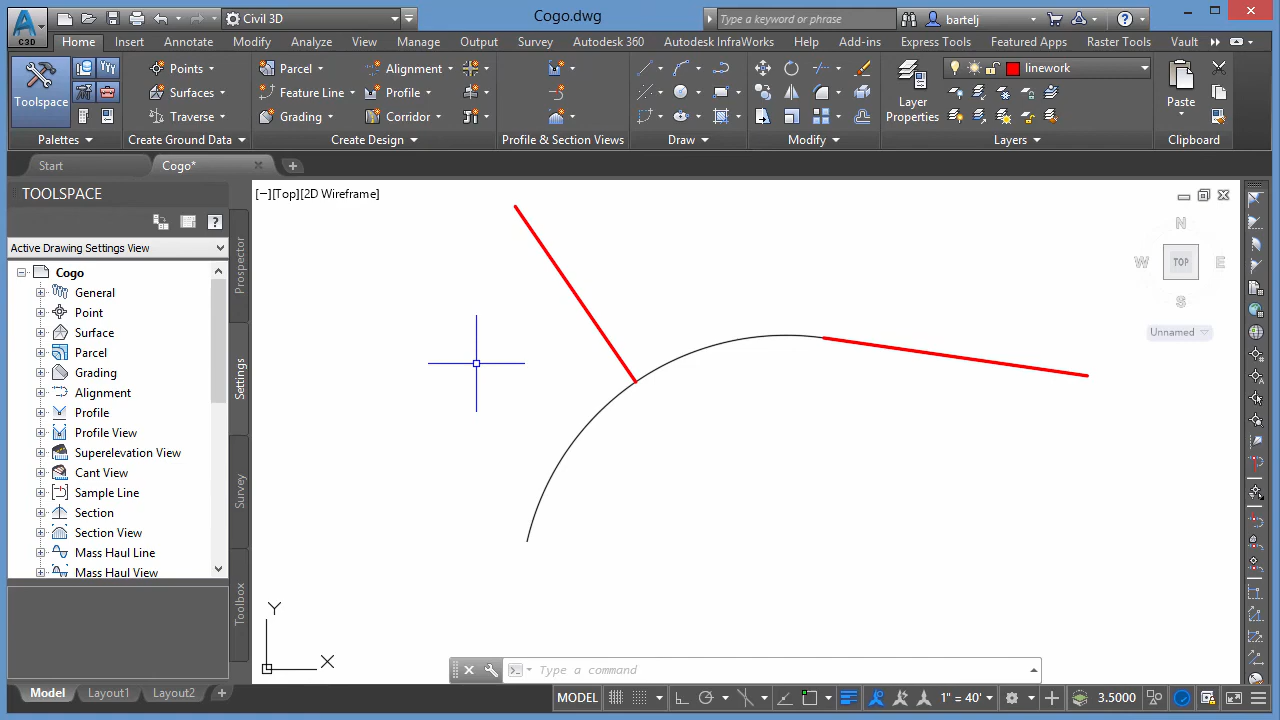 Civil 3D
Cogo.dwg
Type a keyword or phrase
bartelj
C3D
Home
Insert
Annotate
Modify
Analyze
View
Manage
Output
Survey
Autodesk 360
Autodesk InfraWorks
Help
Add-ins
Express Tools
Featured Apps
Raster Tools
Vault
Toolspace
Points
Surfaces
Traverse
Parcel
Feature Line
Grading
Alignment
Profile
Corridor
Layer
Properties
linework
Paste
Palettes
Create Ground Data
Create Design
Profile & Section Views
Draw
Modify
Layers
Clipboard
Start
Cogo*
TOOLSPACE
[−][Top][2D Wireframe]
Active Drawing Settings View
Cogo
General
Point
Surface
Parcel
Grading
Alignment
Profile
Profile View
Superelevation View
Cant View
Sample Line
Section
Section View
Mass Haul Line
Mass Haul View
Prospector
Settings
Survey
Toolbox
N
W
TOP
E
S
Unnamed
Y
X
Type a command
Model
Layout1
Layout2
MODEL
1" = 40'
3.5000